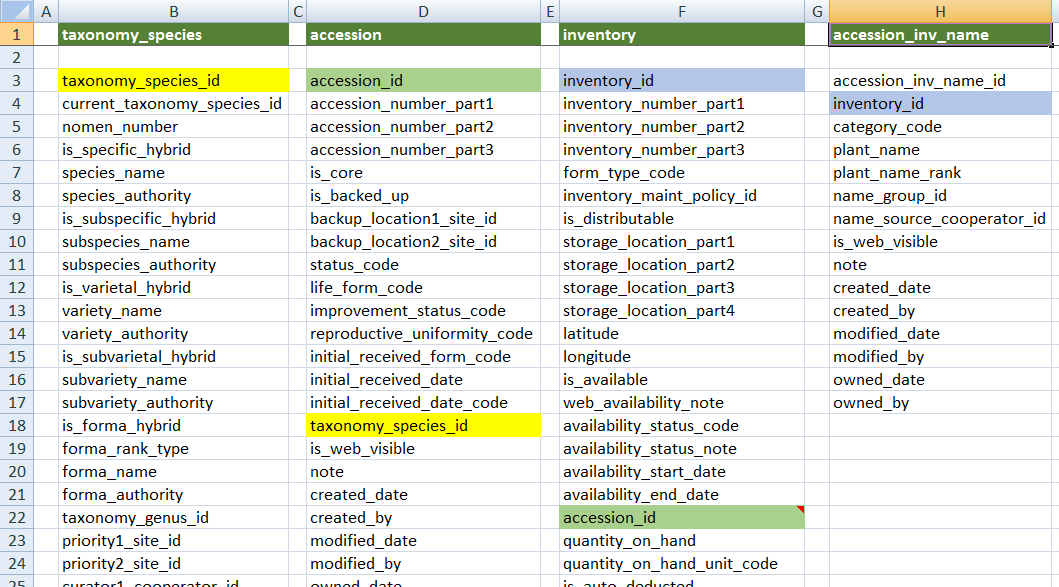 A B C D E F G H
1 taxonomy_species accession inventory accession_inv_name
2
3 taxonomy_species_id accession_id inventory_id accession_inv_name_id
4 current_taxonomy_species_id accession_number_part1 inventory_number_part1 inventory_id
5 nomen_number accession_number_part2 inventory_number_part2 category_code
6 is_specific_hybrid accession_number_part3 inventory_number_part3 plant_name
7 species_name is_core form_type_code plant_name_rank
8 species_authority is_backed_up inventory_maint_policy_id name_group_id
9 is_subspecific_hybrid backup_location1_site_id is_distributable name_source_cooperator_id
10 subspecies_name backup_location2_site_id storage_location_part1 is_web_visible
11 subspecies_authority status_code storage_location_part2 note
12 is_varietal_hybrid life_form_code storage_location_part3 created_date
13 variety_name improvement_status_code storage_location_part4 created_by
14 variety_authority reproductive_uniformity_code latitude modified_date
15 is_subvarietal_hybrid initial_received_form_code longitude modified_by
16 subvariety_name initial_received_date is_available owned_date
17 subvariety_authority initial_received_date_code web_availability_note owned_by
18 is_forma_hybrid taxonomy_species_id availability_status_code
19 forma_rank_type is_web_visible availability_status_note
20 forma_name note availability_start_date
21 forma_authority created_date availability_end_date
22 taxonomy_genus_id created_by accession_id
23 priority1_site_id modified_date quantity_on_hand
24 priority2_site_id modified_by quantity_on_hand_unit_code
25 curator1_cooperator_id owned_date is_auto_deducted